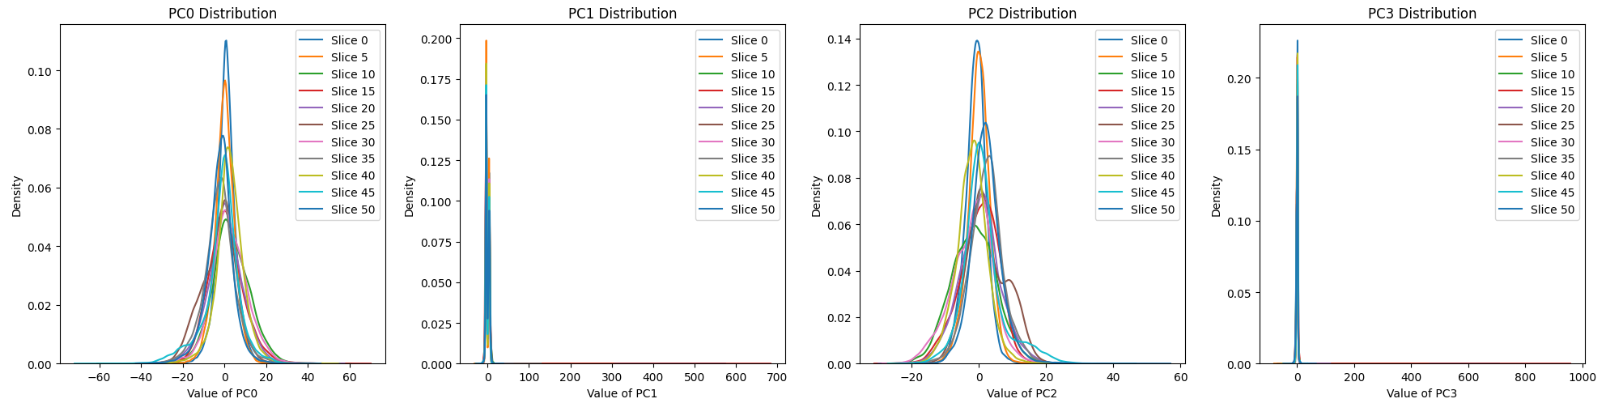 PC0 Distribution
Density
0.10
0.08
0.06
0.04
0.02
0.00
−60
−40
−20
0
20
40
60
Value of PC0
Slice 0
Slice 5
Slice 10
Slice 15
Slice 20
Slice 25
Slice 30
Slice 35
Slice 40
Slice 45
Slice 50
PC1 Distribution
Density
0.200
0.175
0.150
0.125
0.100
0.075
0.050
0.025
0.000
0
100
200
300
400
500
600
700
Value of PC1
Slice 0
Slice 5
Slice 10
Slice 15
Slice 20
Slice 25
Slice 30
Slice 35
Slice 40
Slice 45
Slice 50
PC2 Distribution
Density
0.14
0.12
0.10
0.08
0.06
0.04
0.02
0.00
−20
0
20
40
60
Value of PC2
Slice 0
Slice 5
Slice 10
Slice 15
Slice 20
Slice 25
Slice 30
Slice 35
Slice 40
Slice 45
Slice 50
PC3 Distribution
Density
0.20
0.15
0.10
0.05
0.00
0
200
400
600
800
1000
Value of PC3
Slice 0
Slice 5
Slice 10
Slice 15
Slice 20
Slice 25
Slice 30
Slice 35
Slice 40
Slice 45
Slice 50